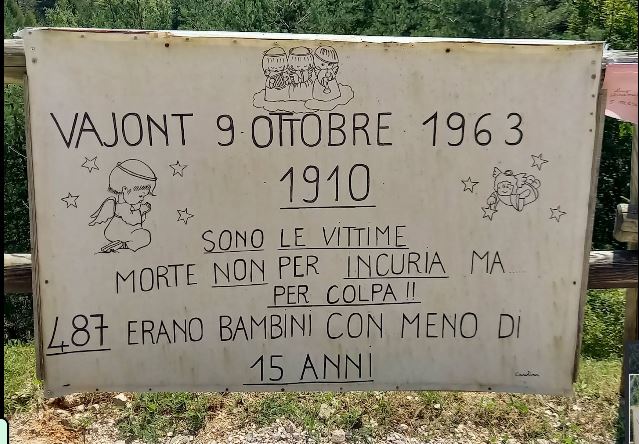 VAJONT 9 OTTOBRE 1963
1910
SONO LE VITTIME
MORTE NON PER INCURIA MA....
PER COLPA!!
487 ERANO BAMBINI CON MENO DI
15 ANNI